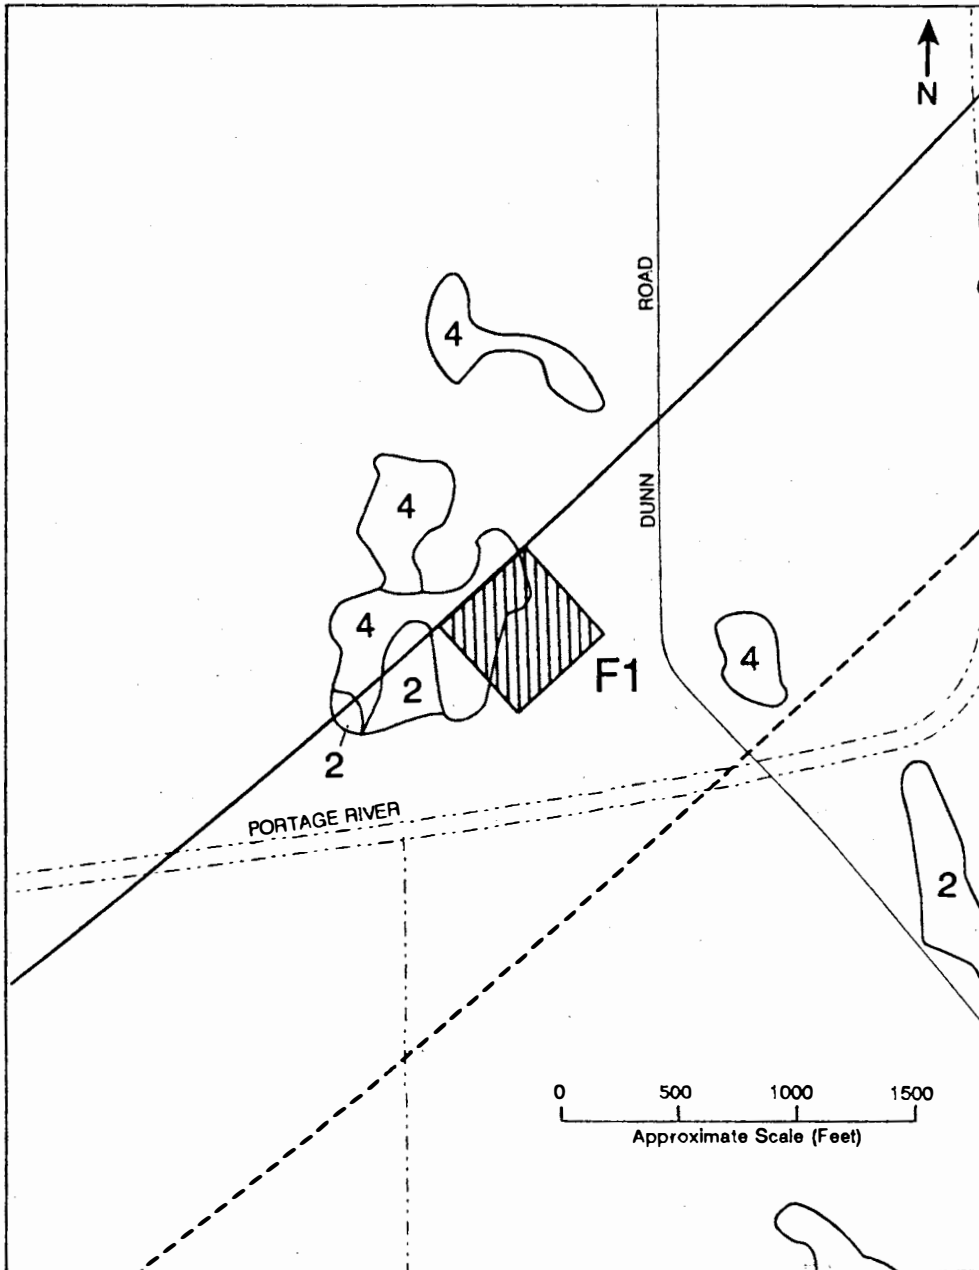 N
ROAD
4
DUNN
4
4
2
F1
4
2
PORTAGE RIVER
2
0 500 1000 1500
Approximate Scale (Feet)